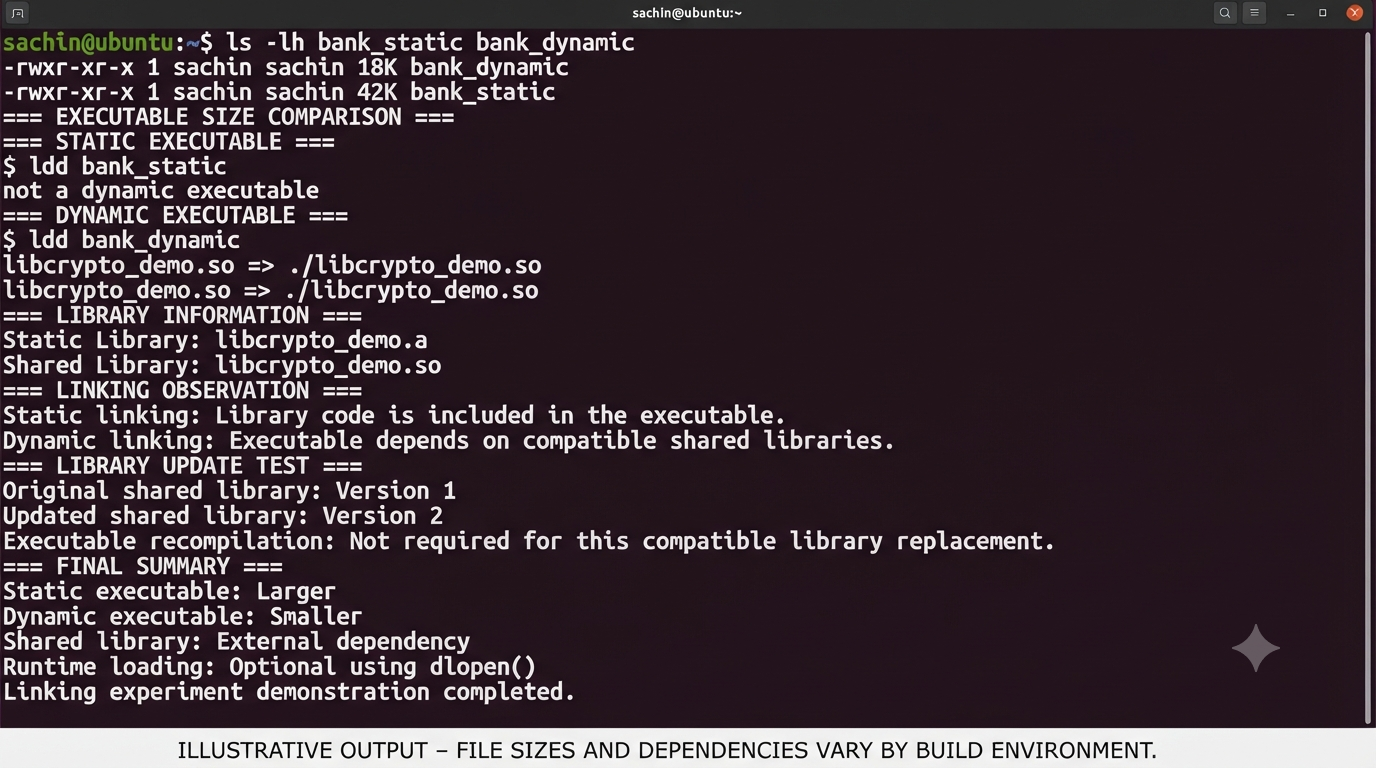 sachin@ubuntu:~
sachin@ubuntu:~$ ls -lh bank_static bank_dynamic
-rwxr-xr-x 1 sachin sachin 18K bank_dynamic
-rwxr-xr-x 1 sachin sachin 42K bank_static
=== EXECUTABLE SIZE COMPARISON ===
=== STATIC EXECUTABLE ===
$ ldd bank_static
not a dynamic executable
=== DYNAMIC EXECUTABLE ===
$ ldd bank_dynamic
libcrypto_demo.so => ./libcrypto_demo.so
libcrypto_demo.so => ./libcrypto_demo.so
=== LIBRARY INFORMATION ===
Static Library: libcrypto_demo.a
Shared Library: libcrypto_demo.so
=== LINKING OBSERVATION ===
Static linking: Library code is included in the executable.
Dynamic linking: Executable depends on compatible shared libraries.
=== LIBRARY UPDATE TEST ===
Original shared library: Version 1
Updated shared library: Version 2
Executable recompilation: Not required for this compatible library replacement.
=== FINAL SUMMARY ===
Static executable: Larger
Dynamic executable: Smaller
Shared library: External dependency
Runtime loading: Optional using dlopen()
Linking experiment demonstration completed.
ILLUSTRATIVE OUTPUT – FILE SIZES AND DEPENDENCIES VARY BY BUILD ENVIRONMENT.